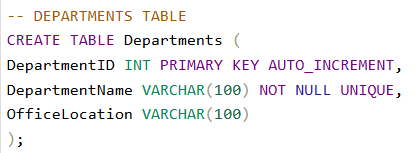 -- DEPARTMENTS TABLE
CREATE TABLE Departments (
DepartmentID INT PRIMARY KEY AUTO_INCREMENT,
DepartmentName VARCHAR(100) NOT NULL UNIQUE,
OfficeLocation VARCHAR(100)
);